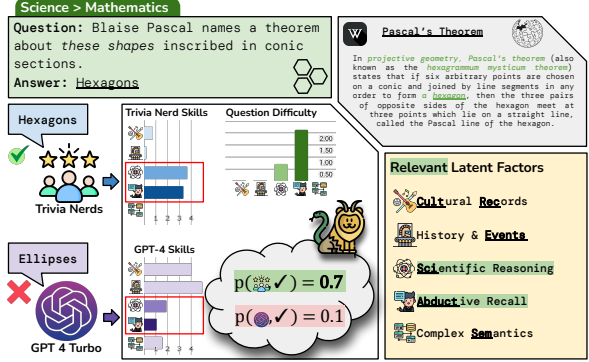 Science > Mathematics
Question: Blaise Pascal names a theorem
about these shapes inscribed in conic
sections.
Answer: Hexagons
W
Pascal's Theorem
In projective geometry, Pascal's theorem (also
known as the hexagrammum mysticum theorem)
states that if six arbitrary points are chosen
on a conic and joined by line segments in any
order to form a hexagon, then the three pairs
of opposite sides of the hexagon meet at
three points which lie on a straight line,
called the Pascal line of the hexagon.
Hexagons
Trivia Nerds
Trivia Nerd Skills
1 2 3 4
Question Difficulty
2.00
1.50
1.00
0.50
Ellipses
GPT 4 Turbo
GPT-4 Skills
1 2 3 4
p( ✓) = 0.7
p( ,✓) = 0.1
Relevant Latent Factors
Cultural Records
History & Events
Scientific Reasoning
Abductive Recall
Complex Semantics